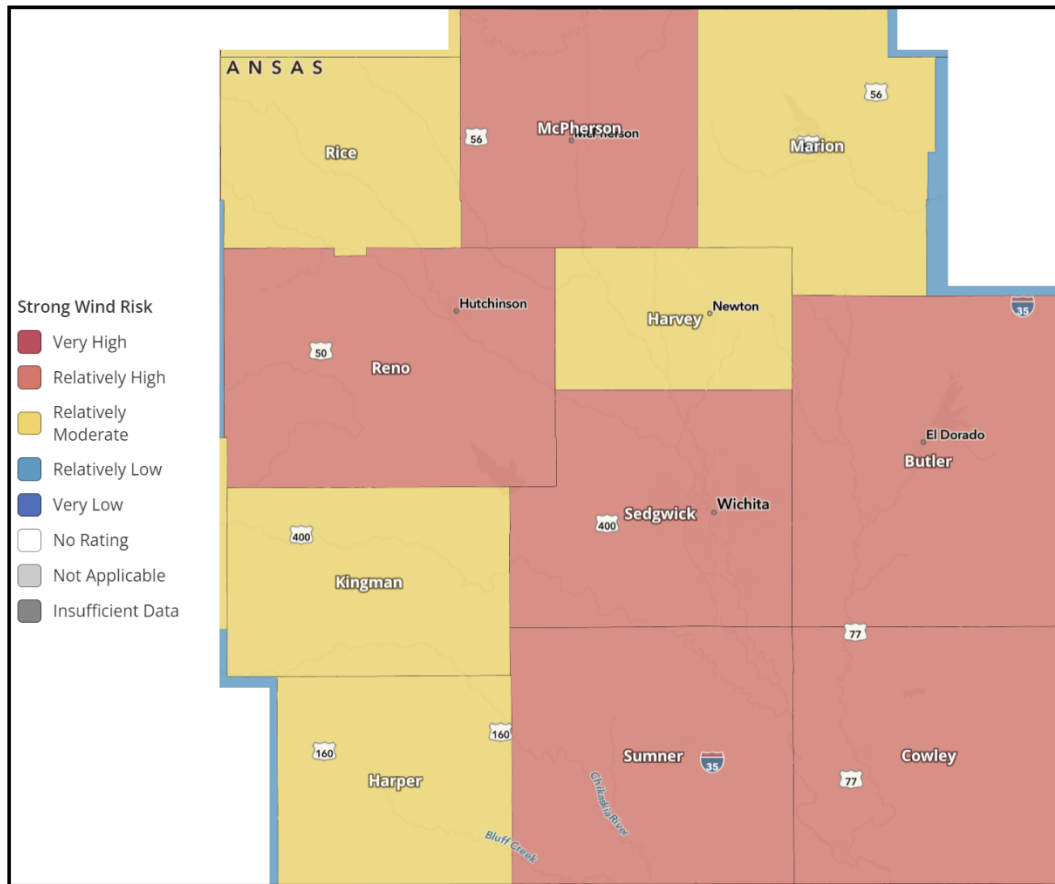 ANSAS
56
56
McPherson
McPherson
Rice
Marion
Strong Wind Risk
Very High
Relatively High
Relatively
Moderate
Relatively Low
Very Low
No Rating
Not Applicable
Insufficient Data
Hutchinson
Newton
Harvey
35
50
Reno
El Dorado
Butler
Wichita
Sedgwick
400
400
Kingman
77
160
160
Sumner
35
Cowley
77
Harper
Chikaskia River
Bluff Creek